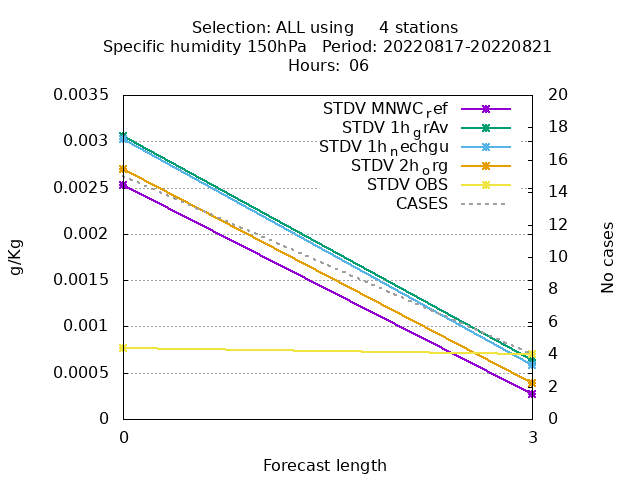 Selection: ALL using 4 stations
Specific humidity 150hPa Period: 20220817-20220821
Hours: 06
0.0035
0.003
0.0025
0.002
0.0015
0.001
0.0005
0
g/Kg
STDV MNWC_ref
STDV 1h_grAv
STDV 1h_nechgu
STDV 2h_org
STDV OBS
CASES
20
18
16
14
12
10
8
6
4
2
0
No cases
0
3
Forecast length